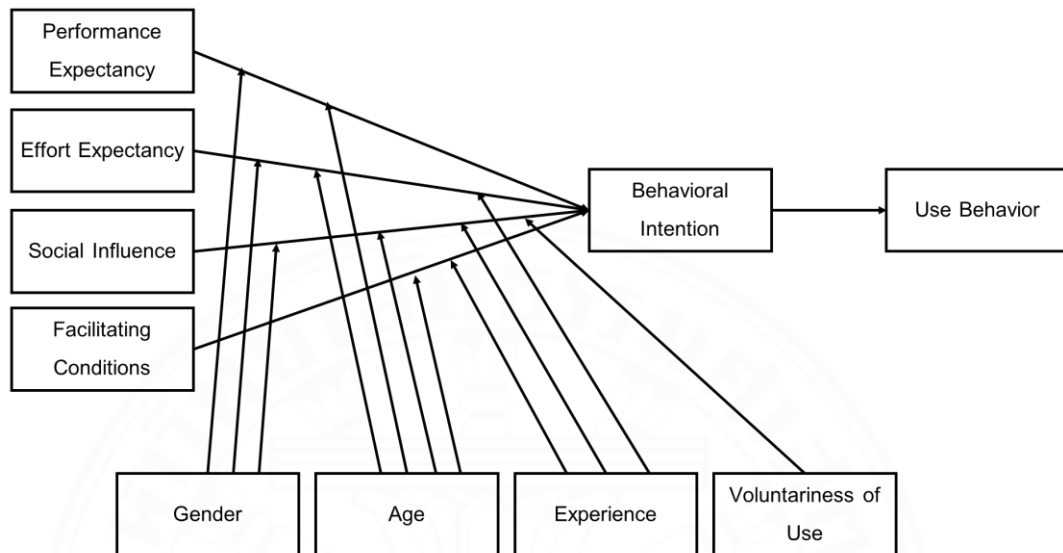 Performance
Expectancy
Effort Expectancy
Social Influence
Facilitating
Conditions
Behavioral
Intention
Use Behavior
Gender
Age
Experience
Voluntariness of
Use